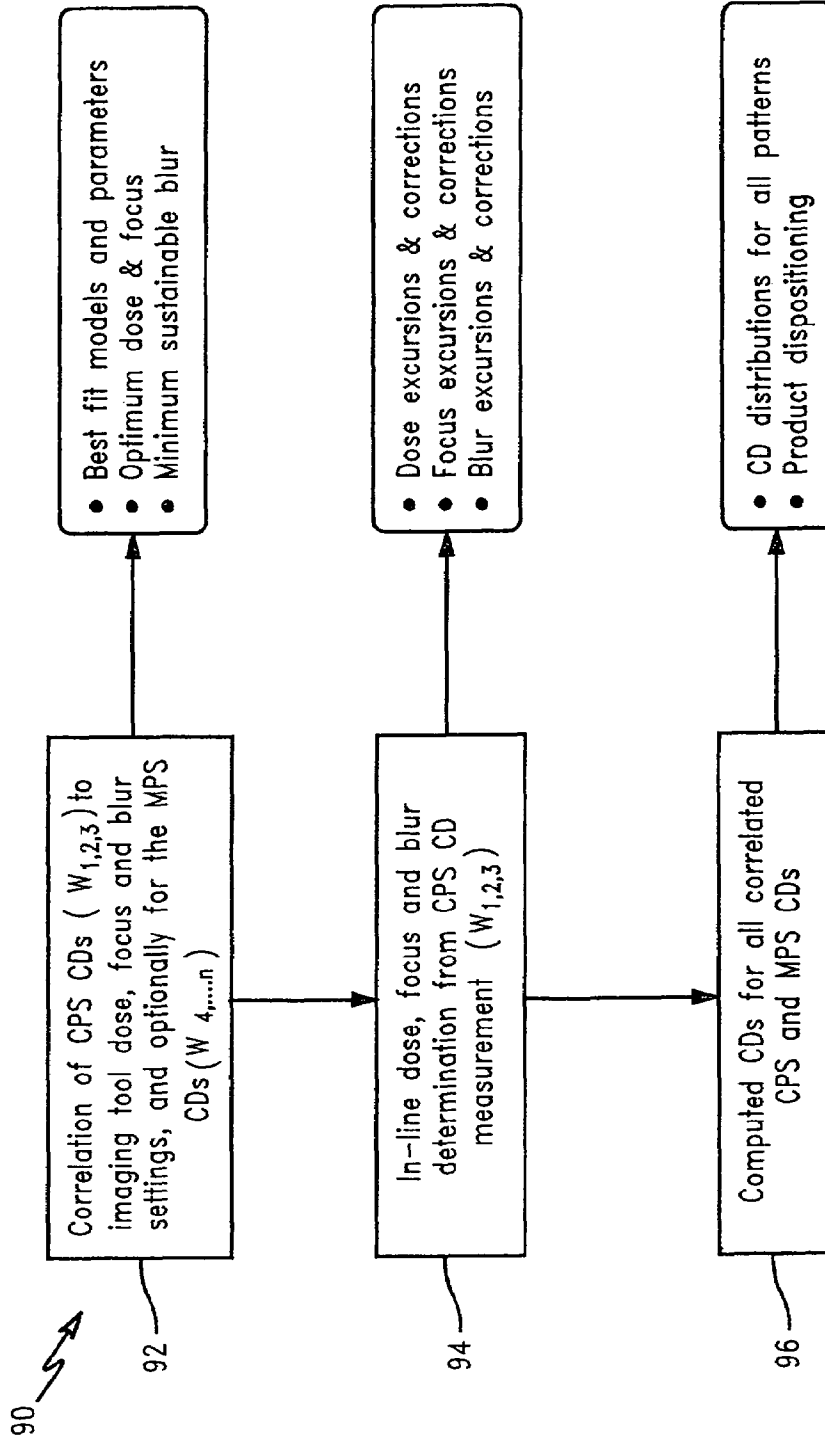 90
92
Correlation of CPS CDs ( W1,2,3 ) to
imaging tool dose, focus and blur
settings, and optionally for the MPS
CDs ( W 4,....n )
• Best fit models and parameters
• Optimum dose & focus
• Minimum sustainable blur
94
In-line dose, focus and blur
determination from CPS CD
measurement (W1,2,3)
• Dose excursions & corrections
• Focus excursions & corrections
• Blur excursions & corrections
96
Computed CDs for all correlated
CPS and MPS CDs
• CD distributions for all patterns
• Product dispositioning